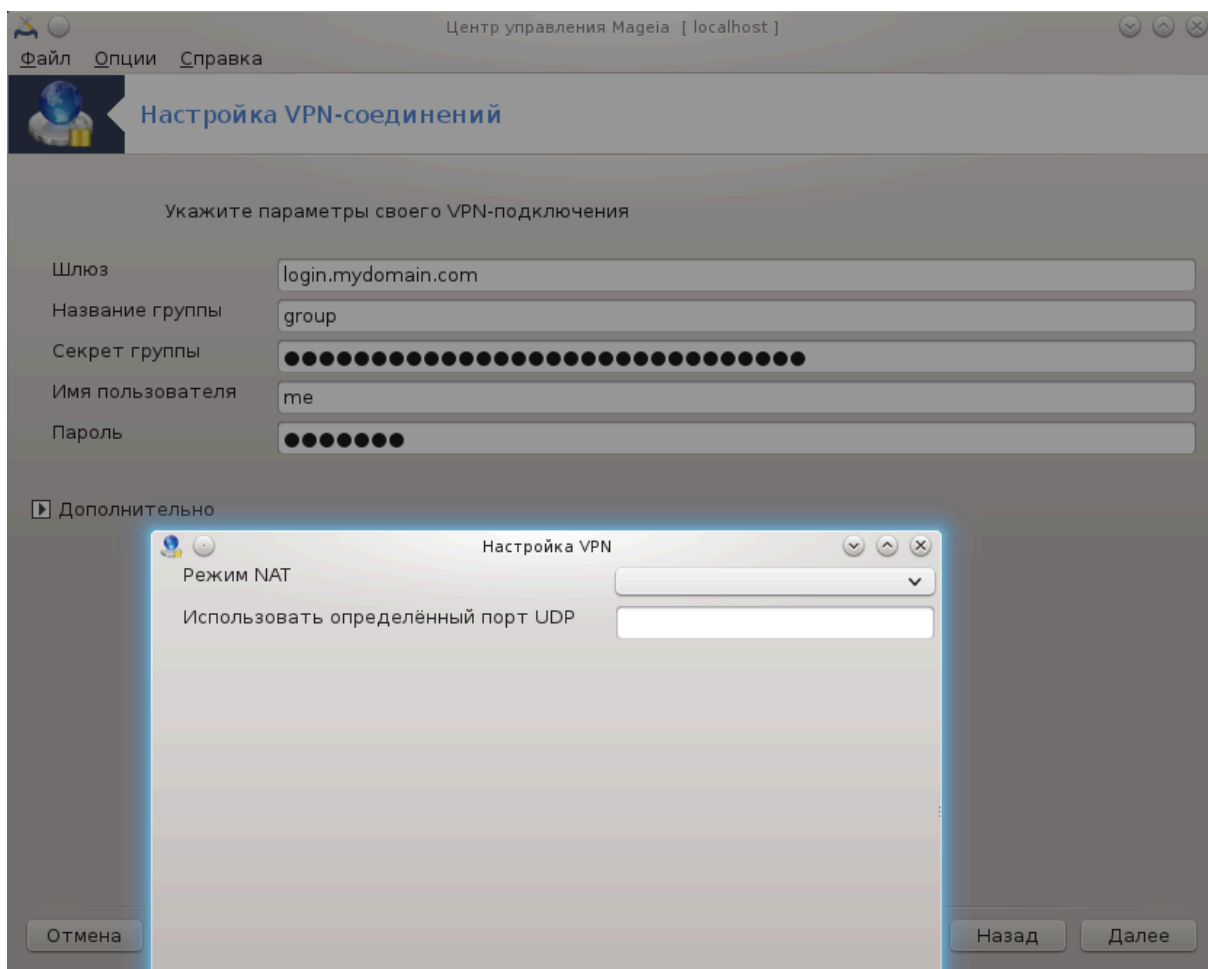 Центр управления Mageia [ localhost ]
Файл Опции Справка
Настройка VPN-соединений
Укажите параметры своего VPN-подключения
Шлюз login.mydomain.com
Название группы group
Секрет группы ●●●●●●●●●●●●●●●●●●●●●●●●●●●●●●
Имя пользователя me
Пароль ●●●●●●●
Дополнительно
Настройка VPN
Режим NAT
Использовать определённый порт UDP
Отмена Назад Далее